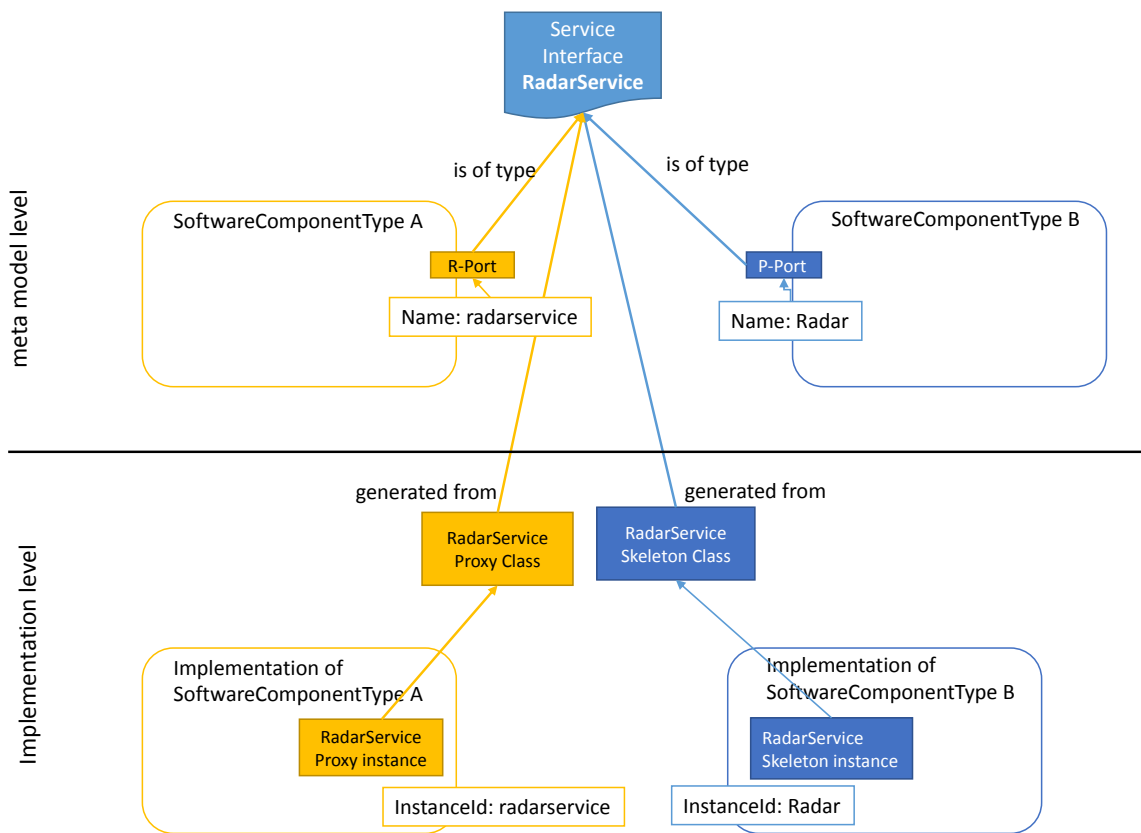 Service
Interface
RadarService
is of type
is of type
meta model level
SoftwareComponentType A
SoftwareComponentType B
R-Port
P-Port
Name: radarservice
Name: Radar
generated from
generated from
Implementation level
RadarService
Proxy Class
RadarService
Skeleton Class
Implementation of
SoftwareComponentType A
Implementation of
SoftwareComponentType B
RadarService
Proxy instance
RadarService
Skeleton instance
InstanceId: radarservice
InstanceId: Radar